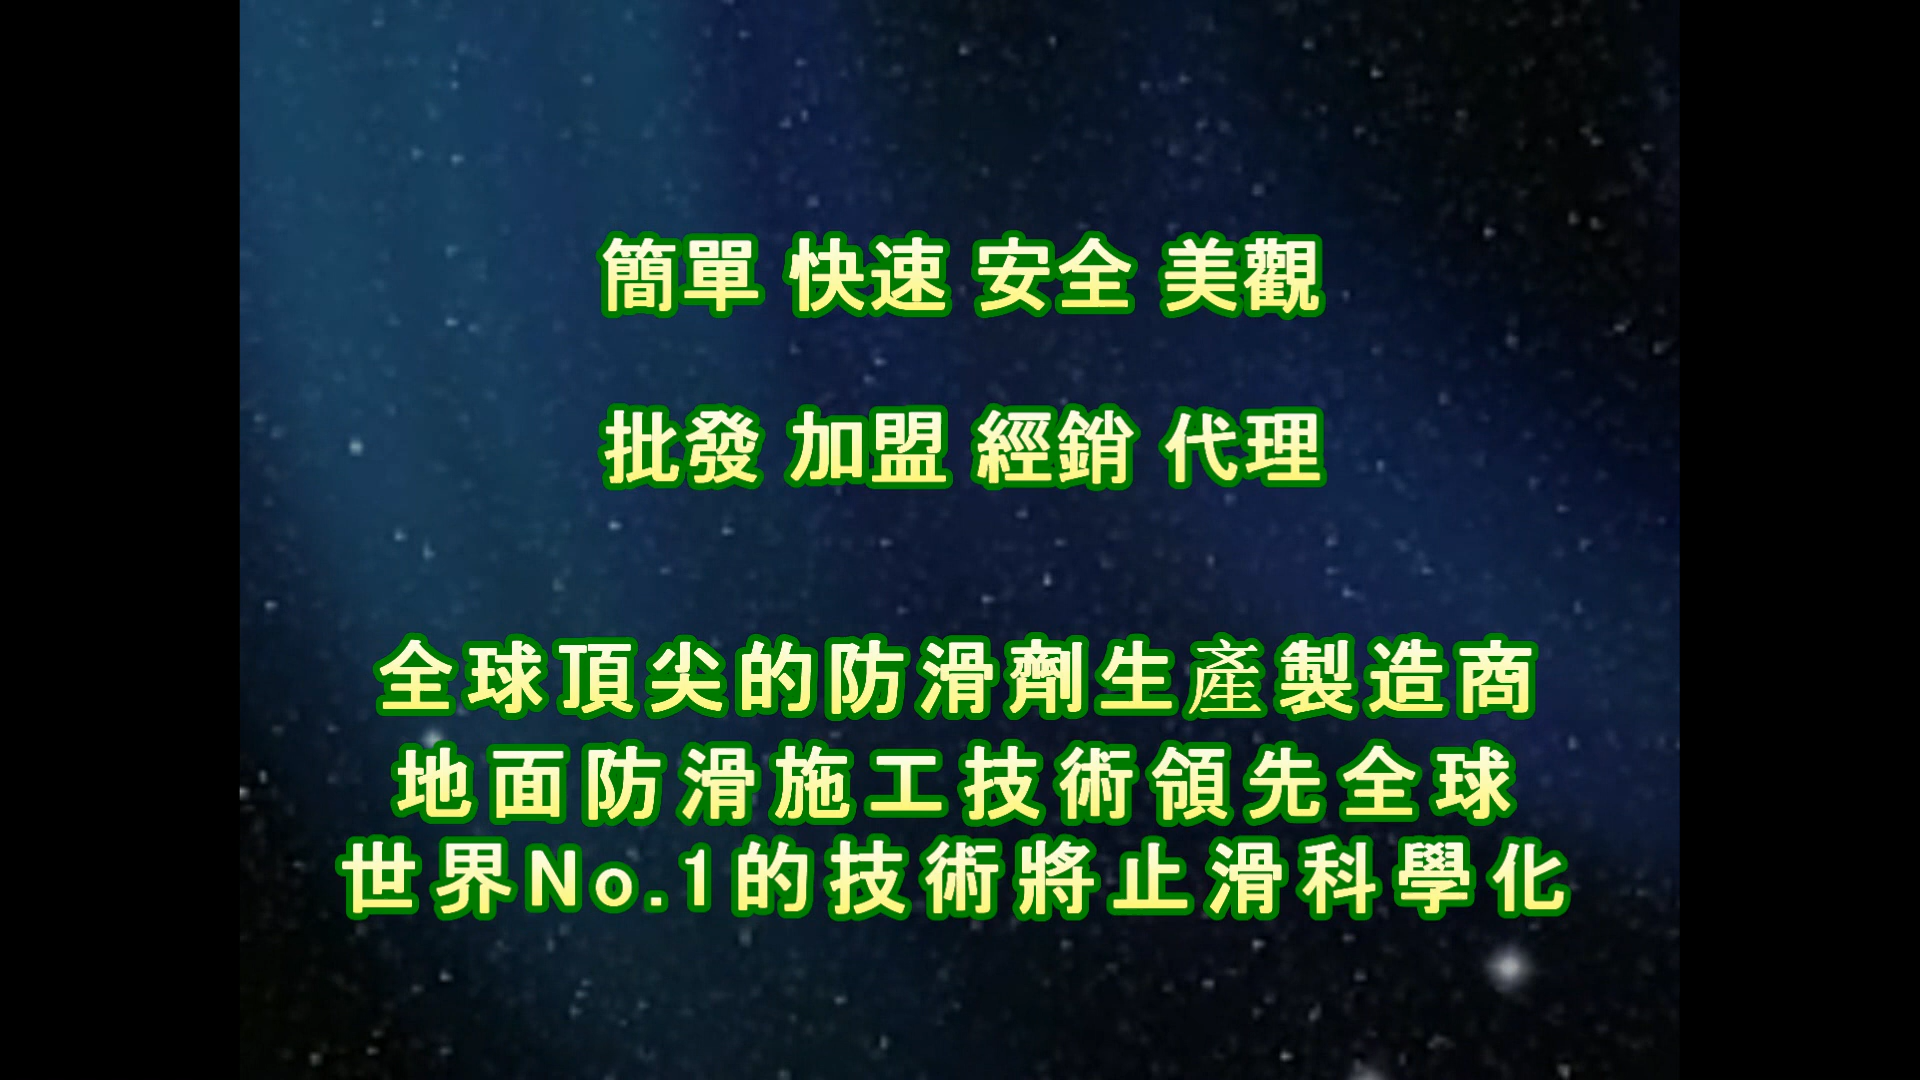 簡單 快速 安全 美觀
批發 加盟 經銷 代理
全球頂尖的防滑劑生產製造商
地面防滑施工技術領先全球
世界No.1的技術將止滑科學化